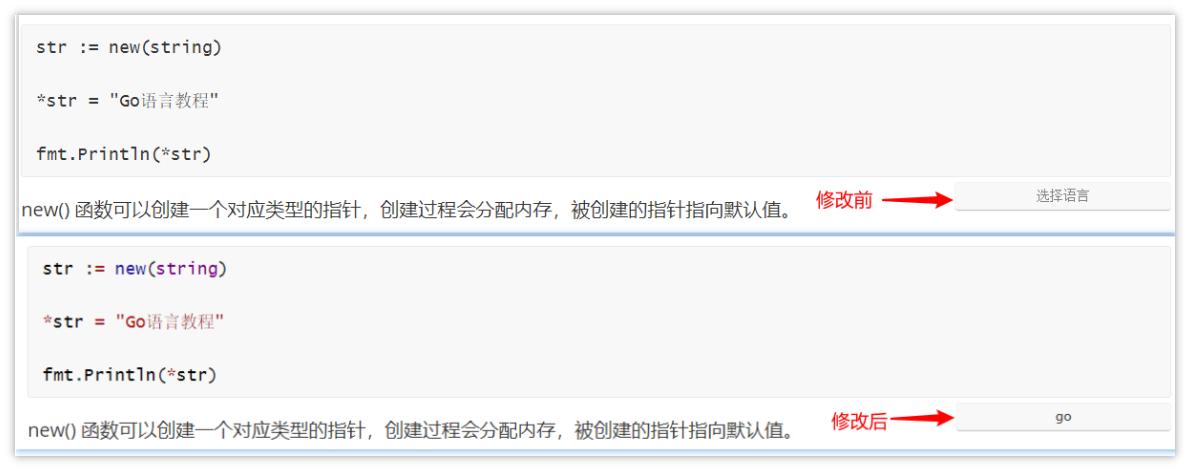 str := new(string)
*str = "Go语言教程"
fmt.Println(*str)
修改前
选择语言
new() 函数可以创建一个对应类型的指针，创建过程会分配内存，被创建的指针指向默认值。
str := new(string)
*str = "Go语言教程"
fmt.Println(*str)
修改后
go
new() 函数可以创建一个对应类型的指针，创建过程会分配内存，被创建的指针指向默认值。